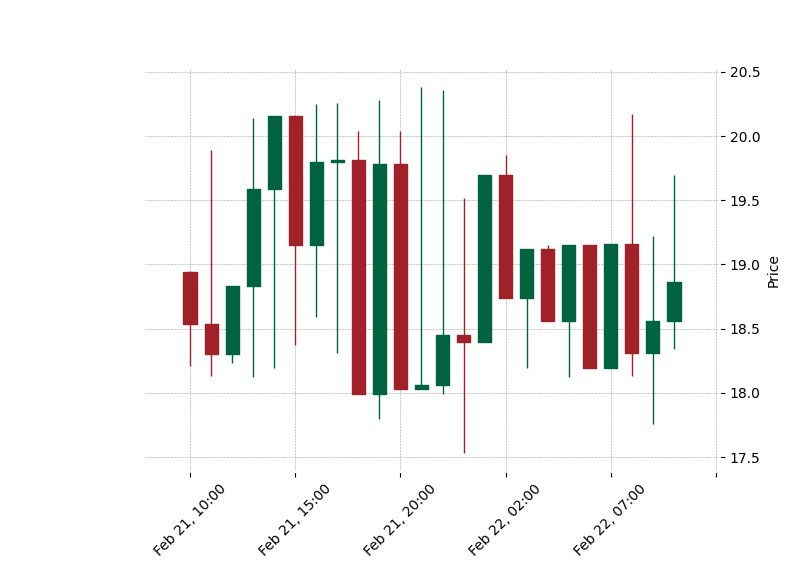 20.5
20.0
19.5
19.0
18.5
18.0
17.5
Price
Feb 21, 10:00
Feb 21, 15:00
Feb 21, 20:00
Feb 22, 02:00
Feb 22, 07:00